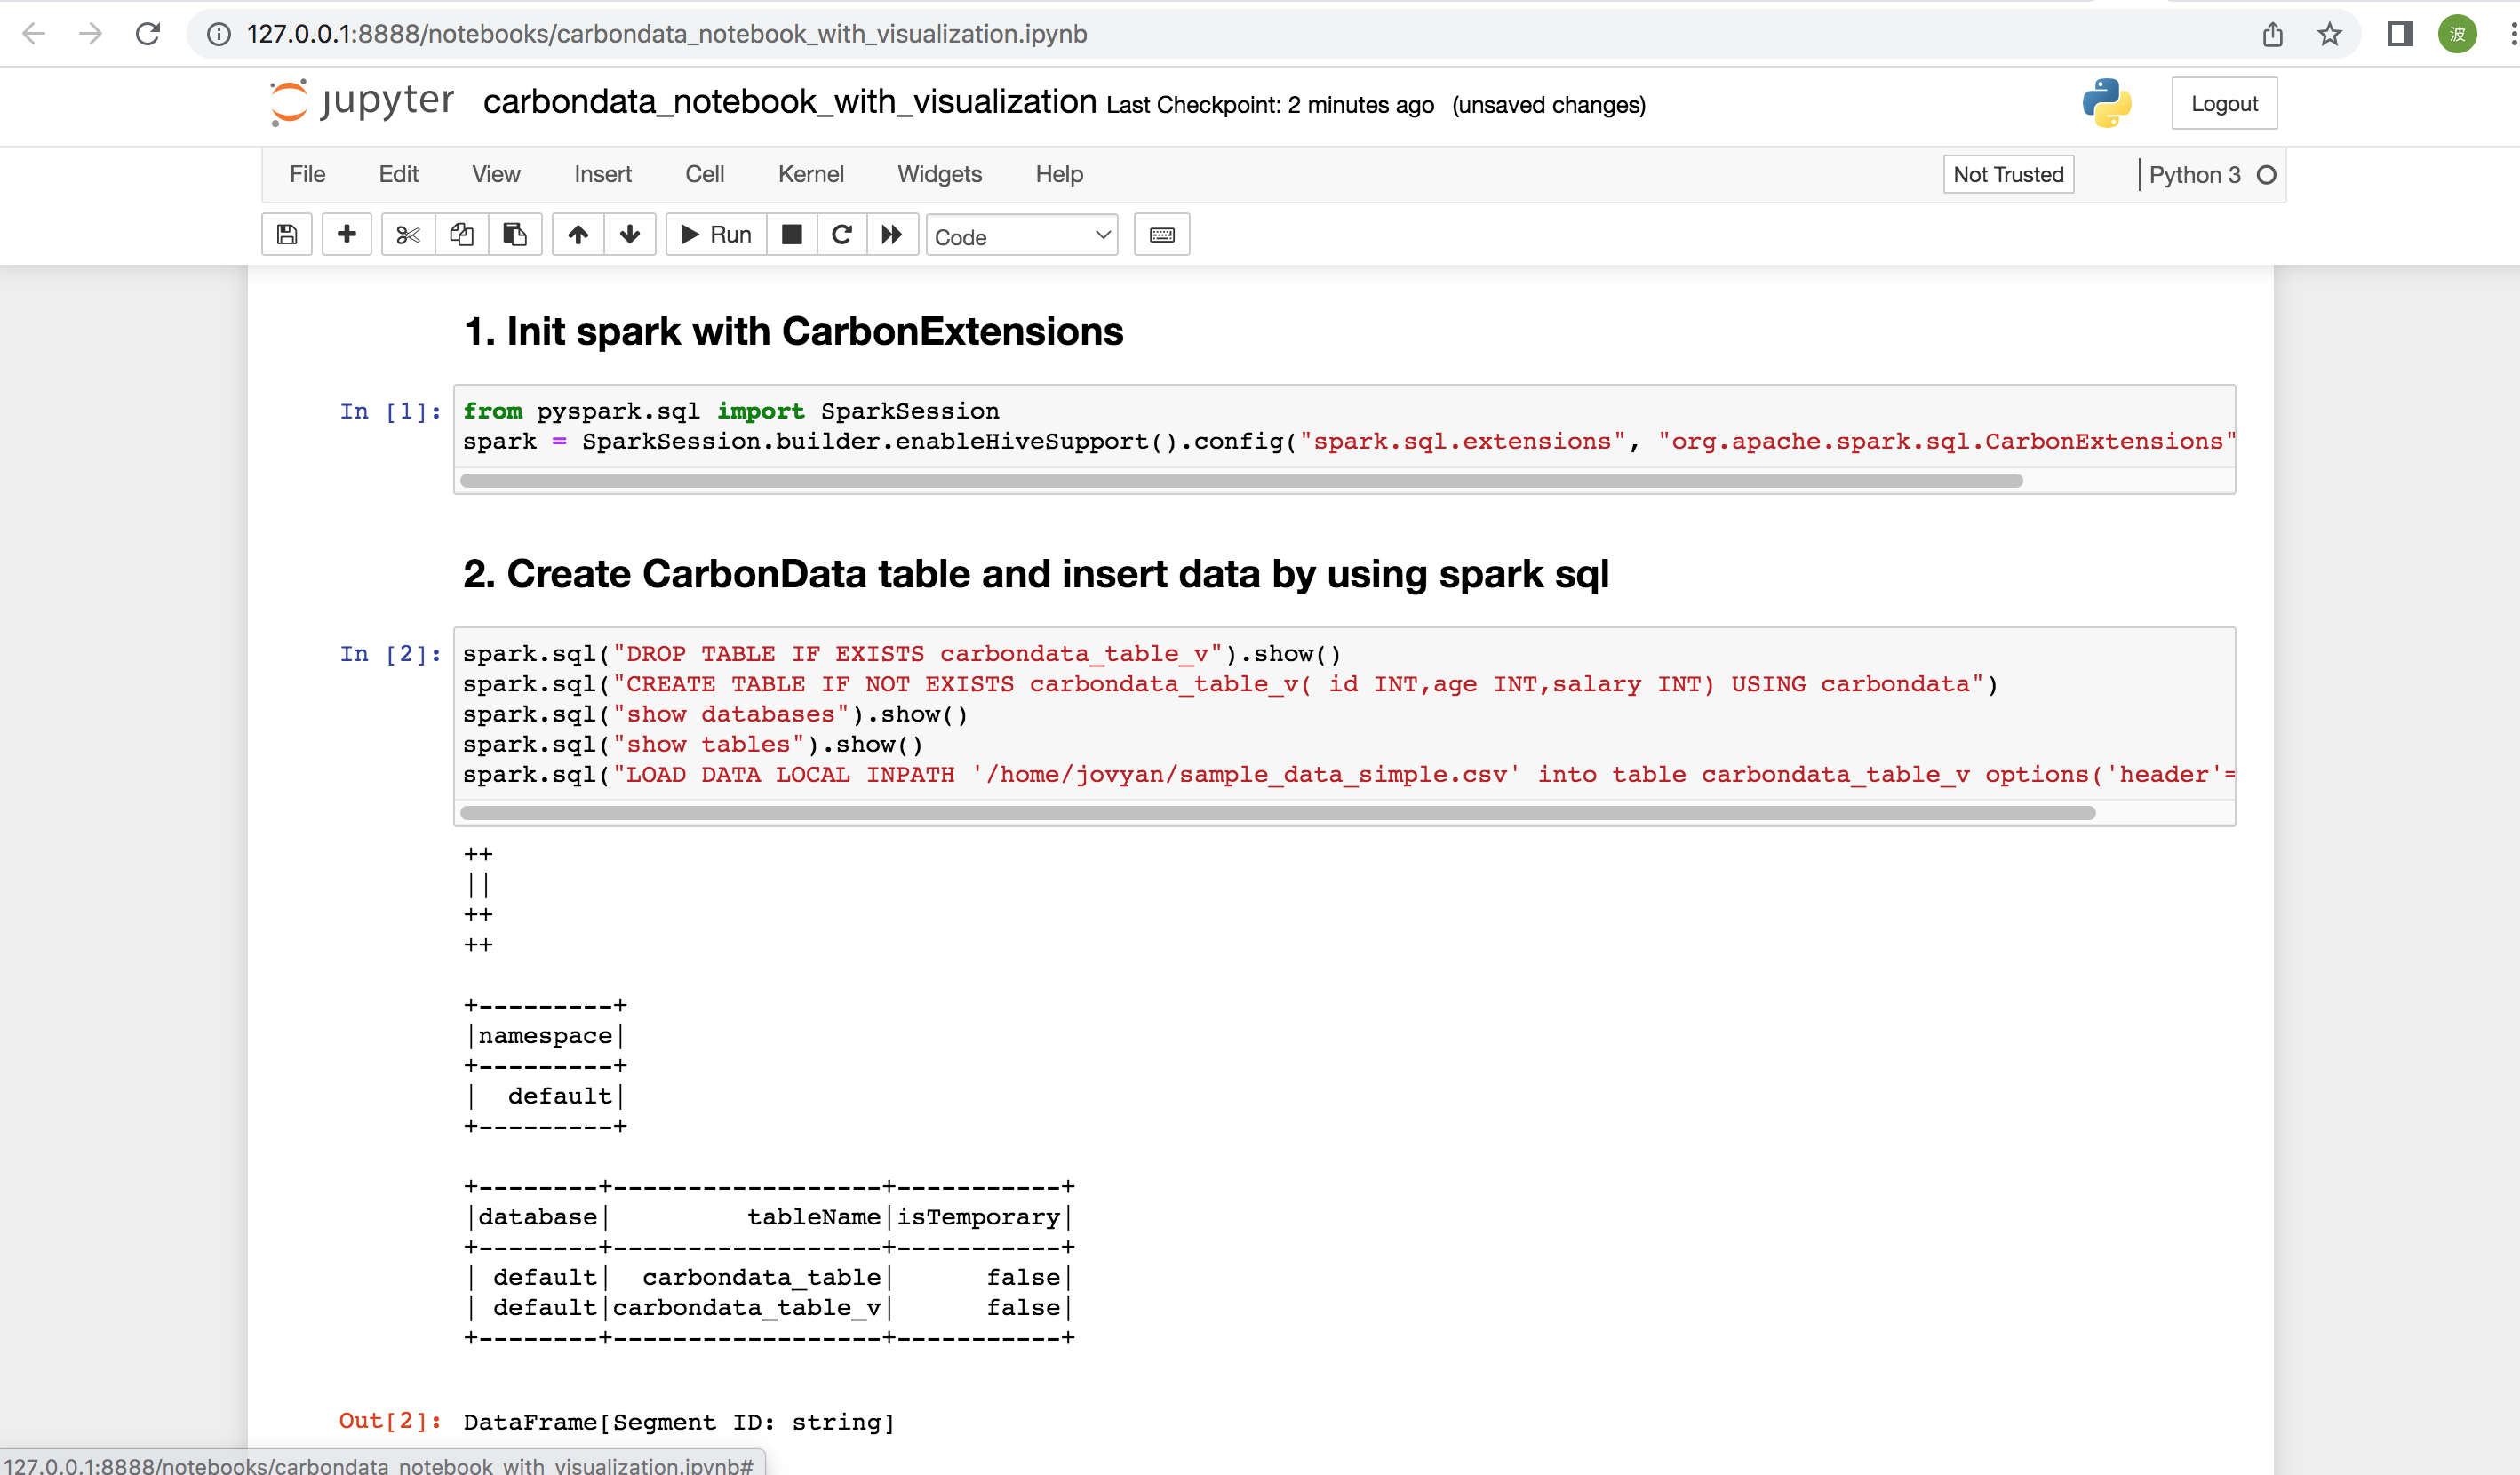 127.0.0.1:8888/notebooks/carbondata_notebook_with_visualization.ipynb
波
jupyter carbondata_notebook_with_visualization Last Checkpoint: 2 minutes ago (unsaved changes)
Logout
File Edit View Insert Cell Kernel Widgets Help Not Trusted Python 3
Run Code
1. Init spark with CarbonExtensions
In [1]: from pyspark.sql import SparkSession
spark = SparkSession.builder.enableHiveSupport().config("spark.sql.extensions", "org.apache.spark.sql.CarbonExtensions"
2. Create CarbonData table and insert data by using spark sql
In [2]: spark.sql("DROP TABLE IF EXISTS carbondata_table_v").show()
spark.sql("CREATE TABLE IF NOT EXISTS carbondata_table_v( id INT,age INT,salary INT) USING carbondata")
spark.sql("show databases").show()
spark.sql("show tables").show()
spark.sql("LOAD DATA LOCAL INPATH '/home/jovyan/sample_data_simple.csv' into table carbondata_table_v options('header'=
++
||
++
++
+---------+
|namespace|
+---------+
|  default|
+---------+
+--------+------------------+-----------+
|database|         tableName|isTemporary|
+--------+------------------+-----------+
| default|  carbondata_table|      false|
| default|carbondata_table_v|      false|
+--------+------------------+-----------+
Out[2]: DataFrame[Segment ID: string]
127.0.0.1:8888/notebooks/carbondata_notebook_with_visualization.ipynb#